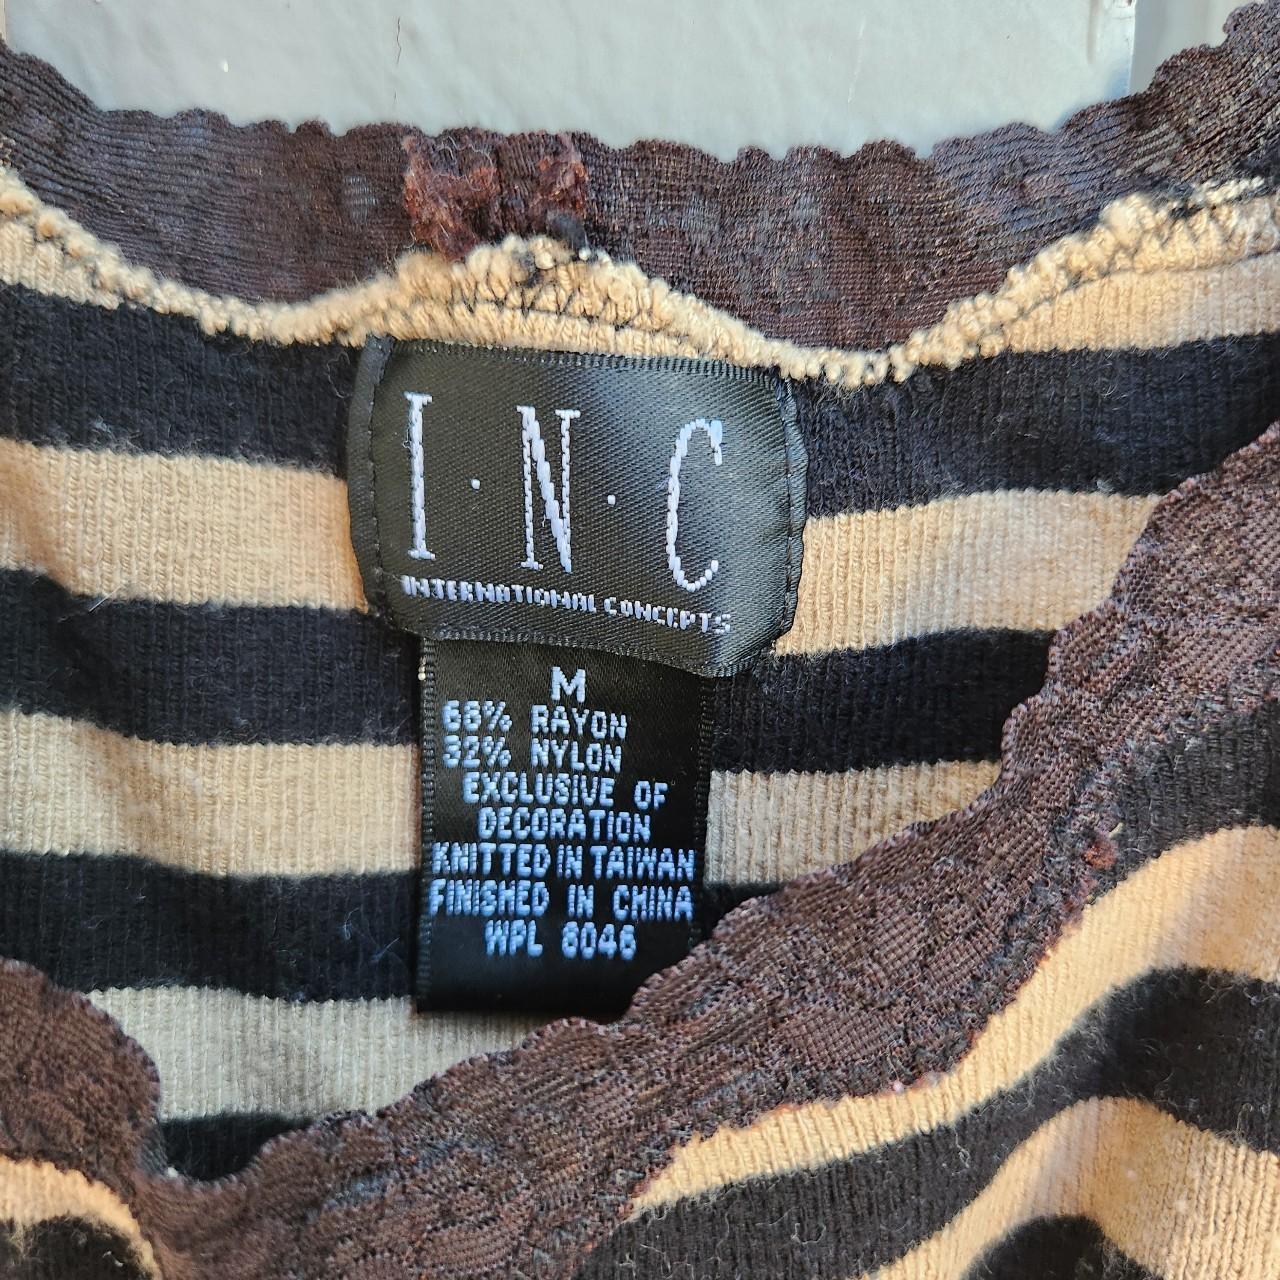 I·N·C
INTERNATIONAL CONCEPTS
M
68% RAYON
32% NYLON
EXCLUSIVE OF
DECORATION
KNITTED IN TAIWAN
FINISHED IN CHINA
WPL 8046